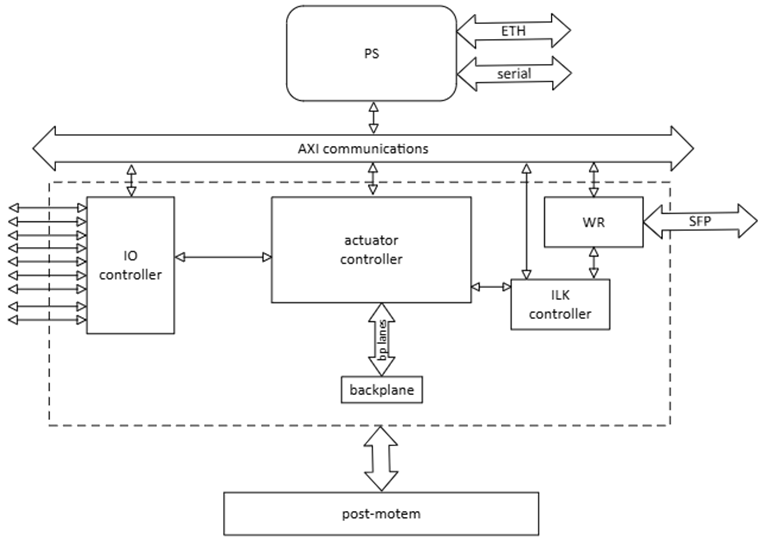 PS
ETH
serial
AXI communications
IO
controller
actuator
controller
WR
SFP
ILK
controller
bp lanes
backplane
post-motem